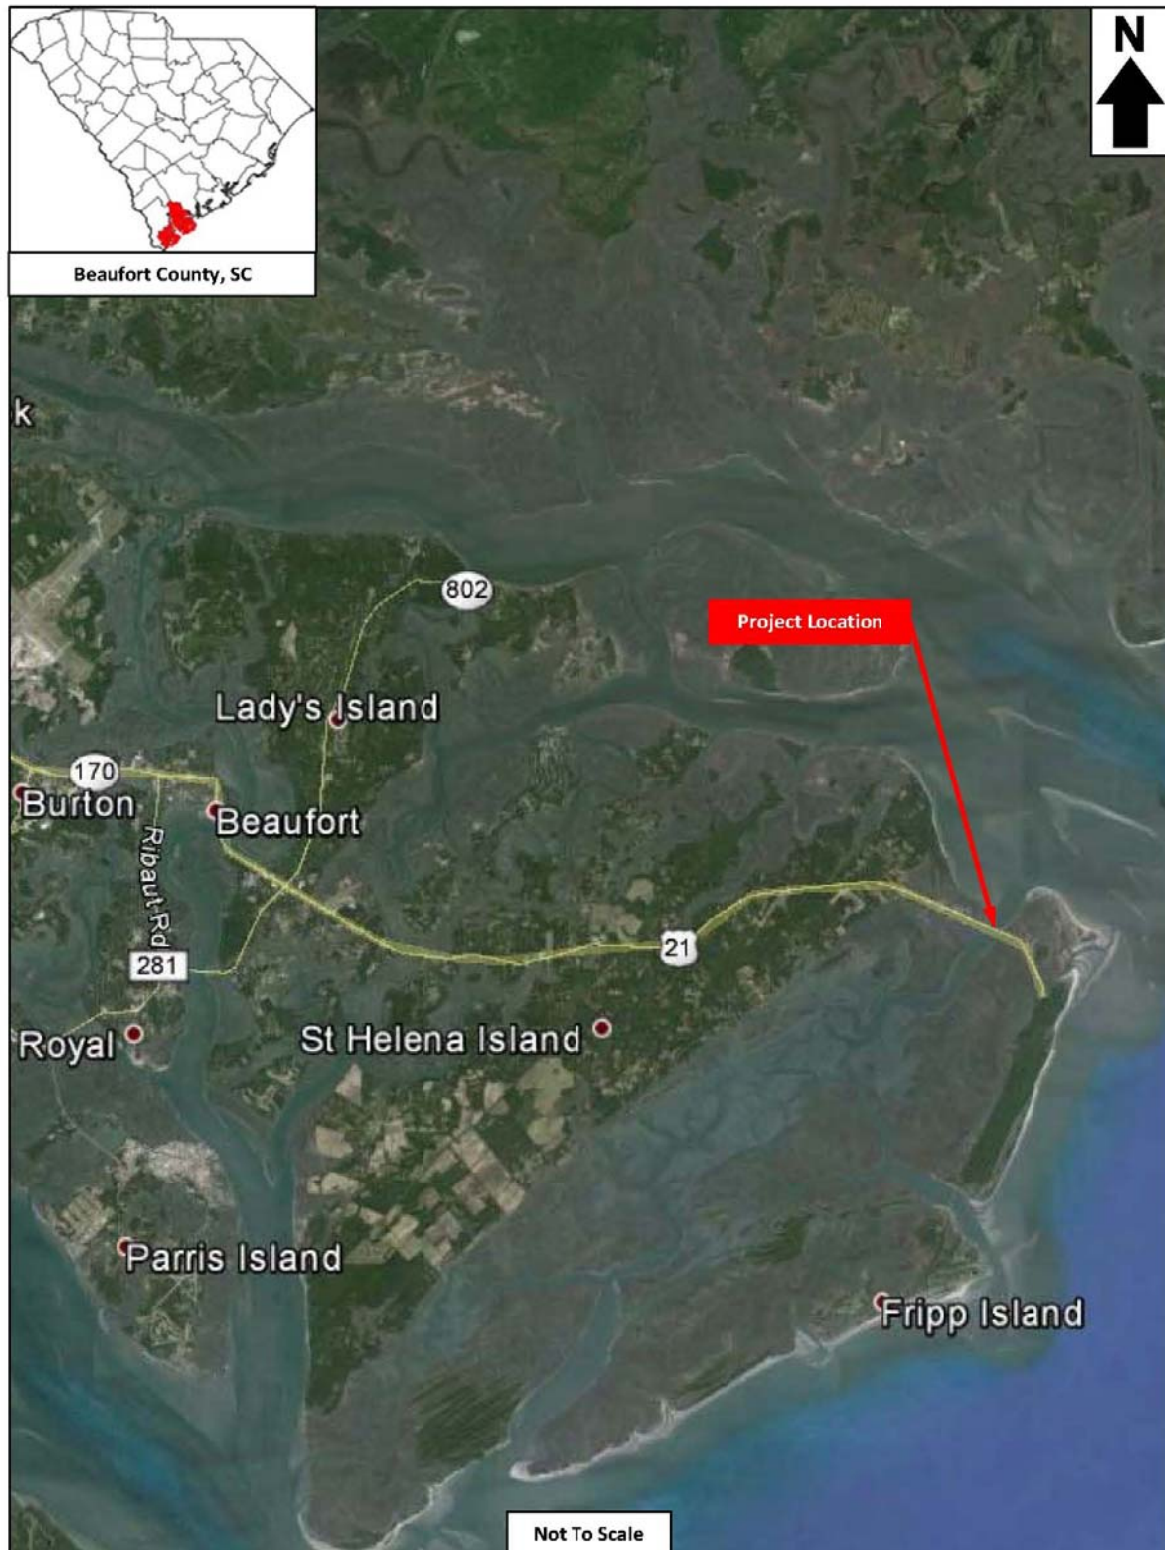 N
Beaufort County, SC
k
802
Project Location
Lady's Island
170
Burton
Beaufort
Ribaut Rd
21
281
Royal
St Helena Island
Parris Island
Fripp Island
Not To Scale